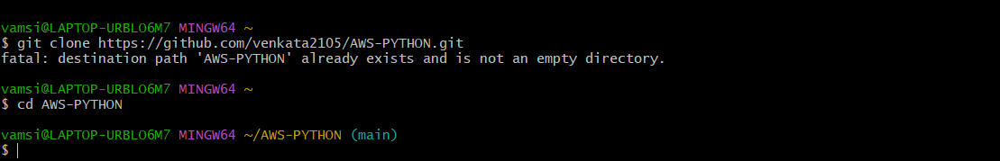 vamsi@LAPTOP-URBLO6M7 MINGW64 ~
$ git clone https://github.com/venkata2105/AWS-PYTHON.git
fatal: destination path 'AWS-PYTHON' already exists and is not an empty directory.
vamsi@LAPTOP-URBLO6M7 MINGW64 ~
$ cd AWS-PYTHON
vamsi@LAPTOP-URBLO6M7 MINGW64 ~/AWS-PYTHON (main)
$